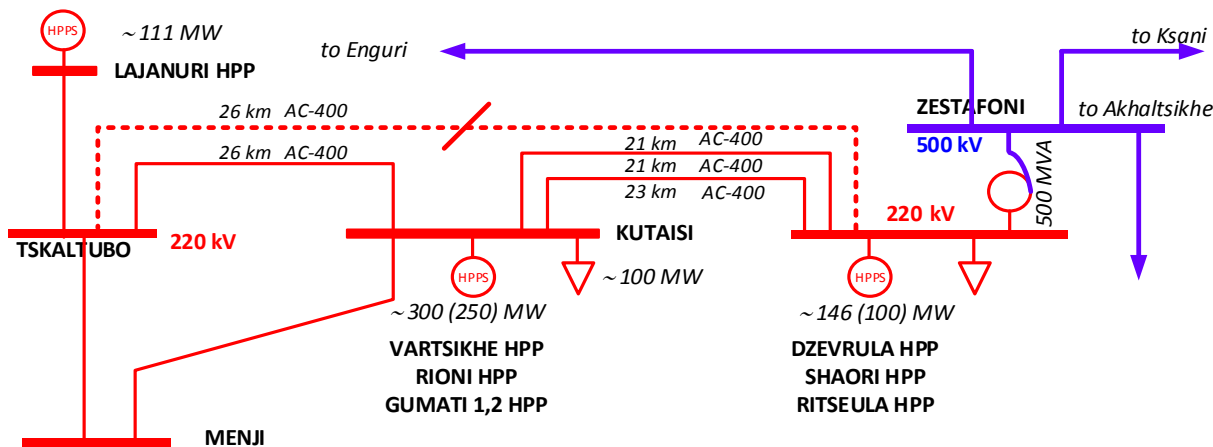 HPPS
~111 MW
LAJANURI HPP
to Enguri
to Ksani
ZESTAFONI
to Akhaltsikhe
500 kV
500 MVA
26 km AC-400
26 km AC-400
21 km AC-400
21 km AC-400
23 km AC-400
220 kV
TSKALTUBO
220 kV
KUTAISI
HPPS
~100 MW
HPPS
~300 (250) MW
~146 (100) MW
VARTSIKHE HPP
RIONI HPP
GUMATI 1,2 HPP
DZEVRULA HPP
SHAORI HPP
RITSEULA HPP
MENJI